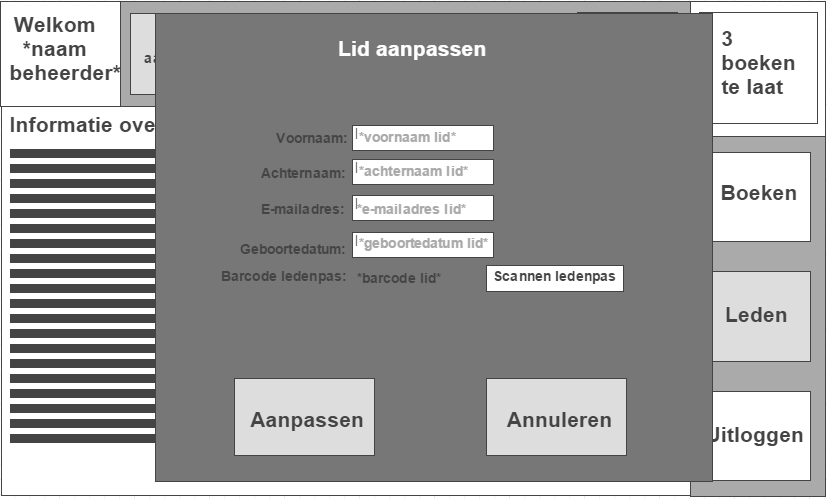 Welkom
*naam
beheerder*
Lid aanpassen
3
boeken
te laat
Informatie ove
Voornaam: *voornaam lid*
Achternaam: *achternaam lid*
E-mailadres: *e-mailadres lid*
Geboortedatum: *geboortedatum lid*
Barcode ledenpas: *barcode lid* Scannen ledenpas
Boeken
Leden
Uitloggen
Aanpassen
Annuleren